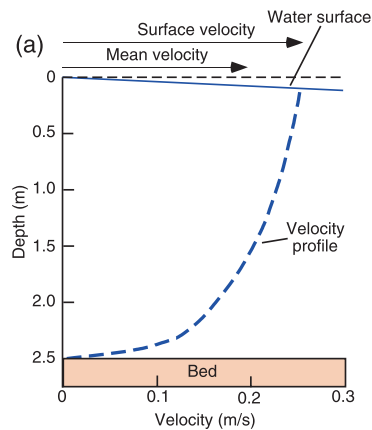 Water surface
Surface velocity
(a)
Mean velocity
0
0.5
1.0
1.5
2.0
2.5
Depth (m)
Velocity
profile
Bed
0
0.1
0.2
0.3
Velocity (m/s)